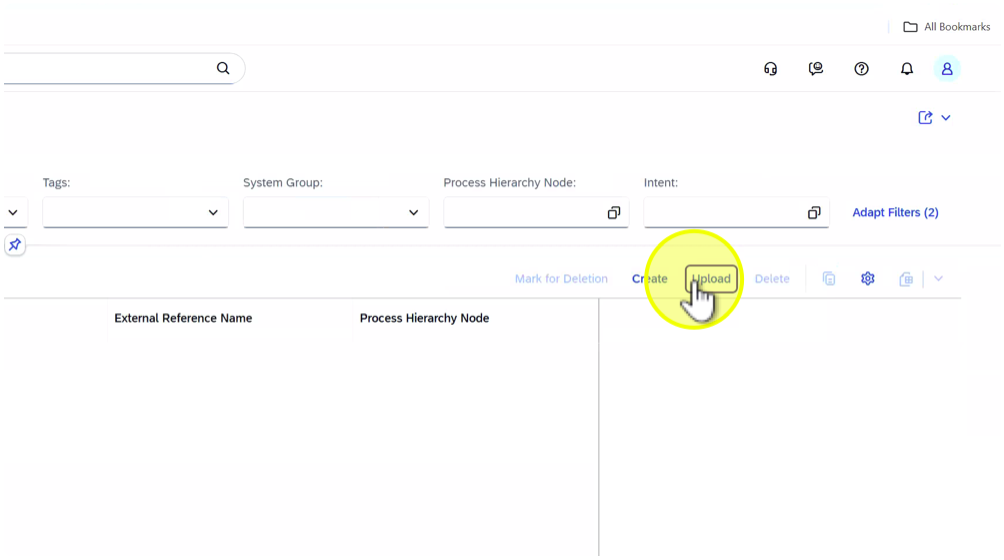 All Bookmarks
Tags:
System Group:
Process Hierarchy Node:
Intent:
Adapt Filters (2)
Mark for Deletion
Create
Upload
Delete
External Reference Name
Process Hierarchy Node